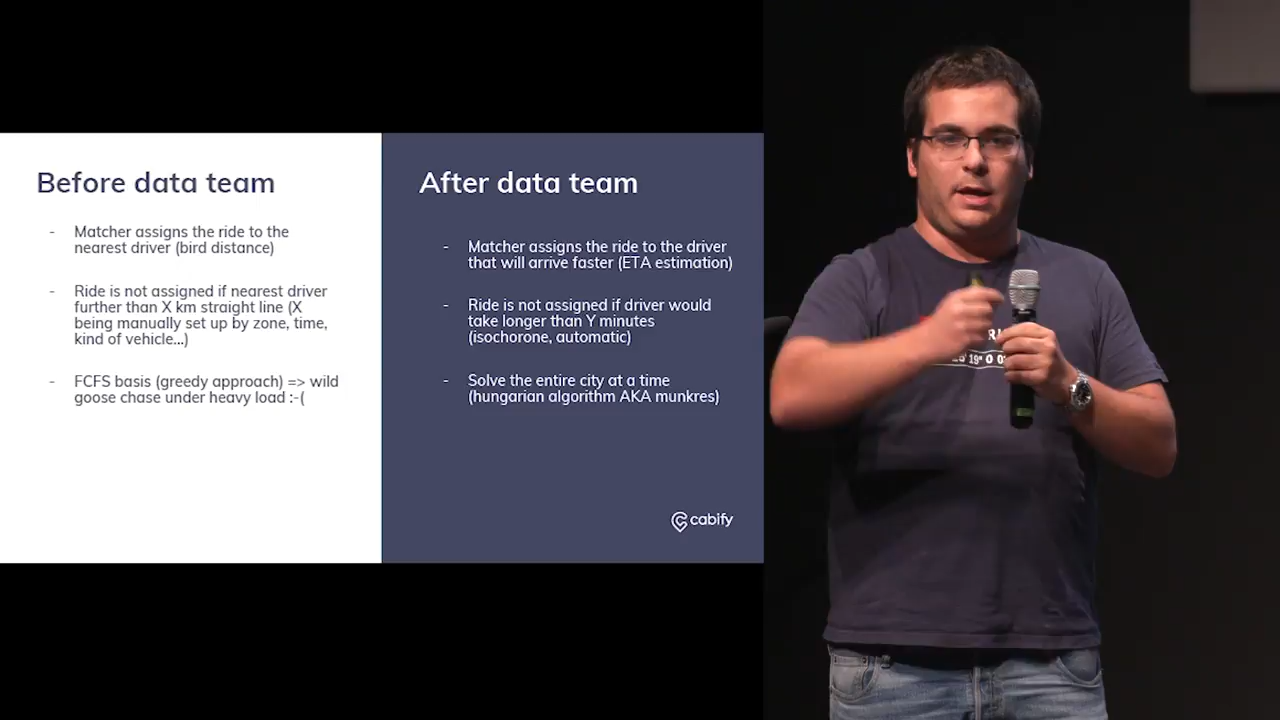 Before data team
- Matcher assigns the ride to the
nearest driver (bird distance)
- Ride is not assigned if nearest driver
further than X km straight line (X
being manually set up by zone, time,
kind of vehicle...)
- FCFS basis (greedy approach) => wild
goose chase under heavy load :-(
After data team
- Matcher assigns the ride to the driver
that will arrive faster (ETA estimation)
- Ride is not assigned if driver would
take longer than Y minutes
(isochorone, automatic)
- Solve the entire city at a time
(hungarian algorithm AKA munkres)
cabify